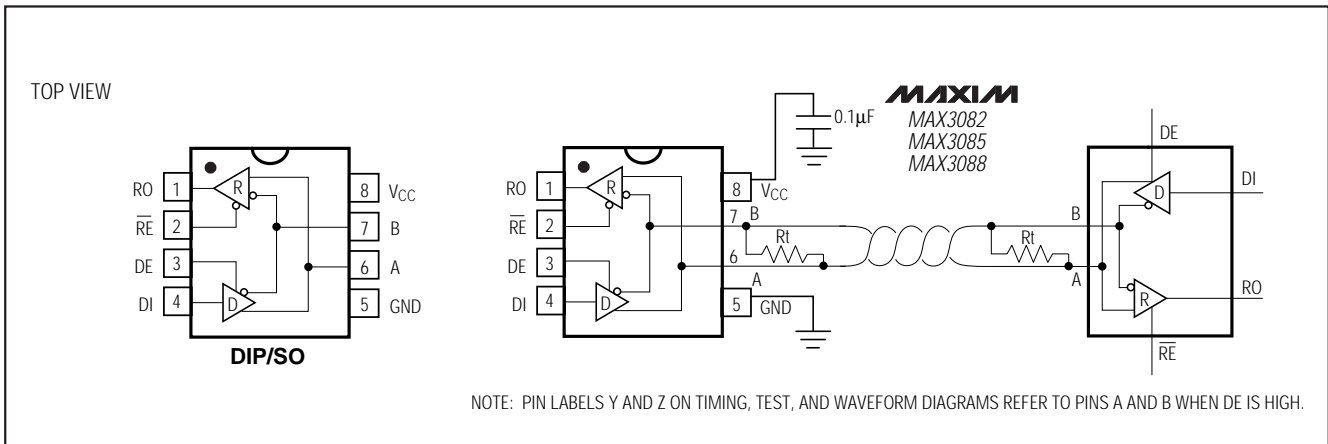 TOP VIEW
RO 1
RE 2
DE 3
DI 4
R
D
8 VCC
7 B
6 A
5 GND
DIP/SO
RO 1
RE 2
DE 3
DI 4
R
D
8 VCC
7 B
6 A
5 GND
0.1µF
MAXIM
MAX3082
MAX3085
MAX3088
Rt
Rt
B
A
DE
D
DI
R
RO
RE
NOTE: PIN LABELS Y AND Z ON TIMING, TEST, AND WAVEFORM DIAGRAMS REFER TO PINS A AND B WHEN DE IS HIGH.